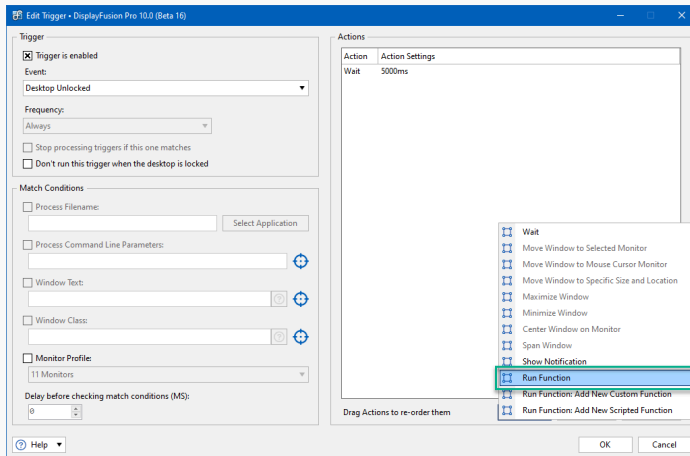 Edit Trigger • DisplayFusion Pro 10.0 (Beta 16)
Trigger
Trigger is enabled
Event:
Desktop Unlocked
Frequency:
Always
Stop processing triggers if this one matches
Don't run this trigger when the desktop is locked
Match Conditions
Process Filename:
Select Application
Process Command Line Parameters:
Window Text:
Window Class:
Monitor Profile:
11 Monitors
Delay before checking match conditions (MS):
0
Help
Actions
Action Action Settings
Wait 5000ms
Wait
Move Window to Selected Monitor
Move Window to Mouse Cursor Monitor
Move Window to Specific Size and Location
Maximize Window
Minimize Window
Center Window on Monitor
Span Window
Show Notification
Run Function
Run Function: Add New Custom Function
Run Function: Add New Scripted Function
Drag Actions to re-order them
OK Cancel